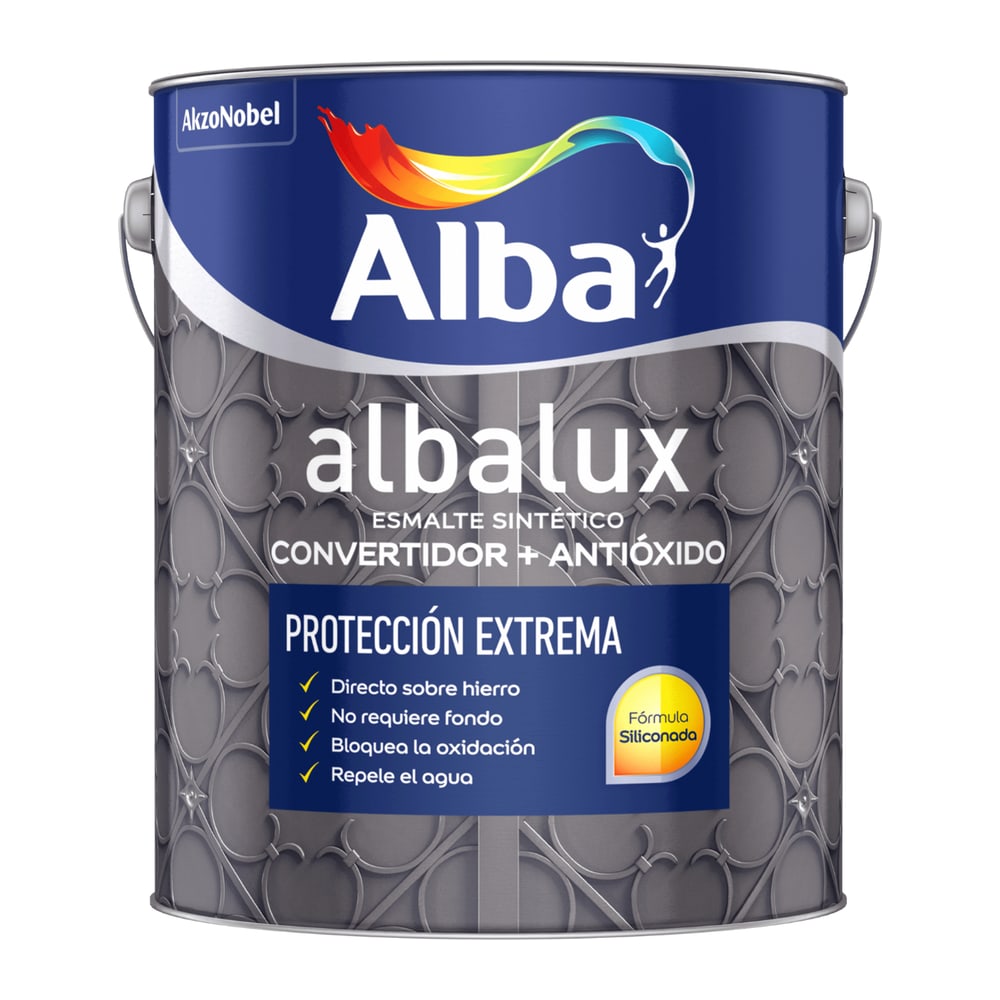 AkzoNobel
Alba
albalux
ESMALTE SINTÉTICO
CONVERTIDOR + ANTIÓXIDO
PROTECCIÓN EXTREMA
✓ Directo sobre hierro
✓ No requiere fondo
✓ Bloquea la oxidación
✓ Repele el agua
Fórmula
Siliconada